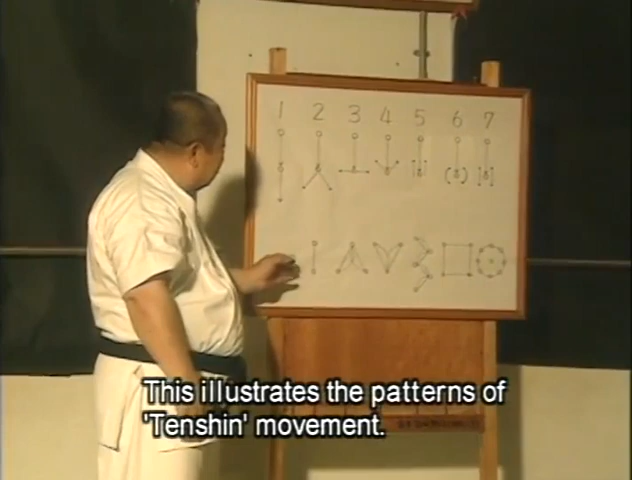 1 2 3 4 5 6 7
This illustrates the patterns of
'Tenshin' movement.